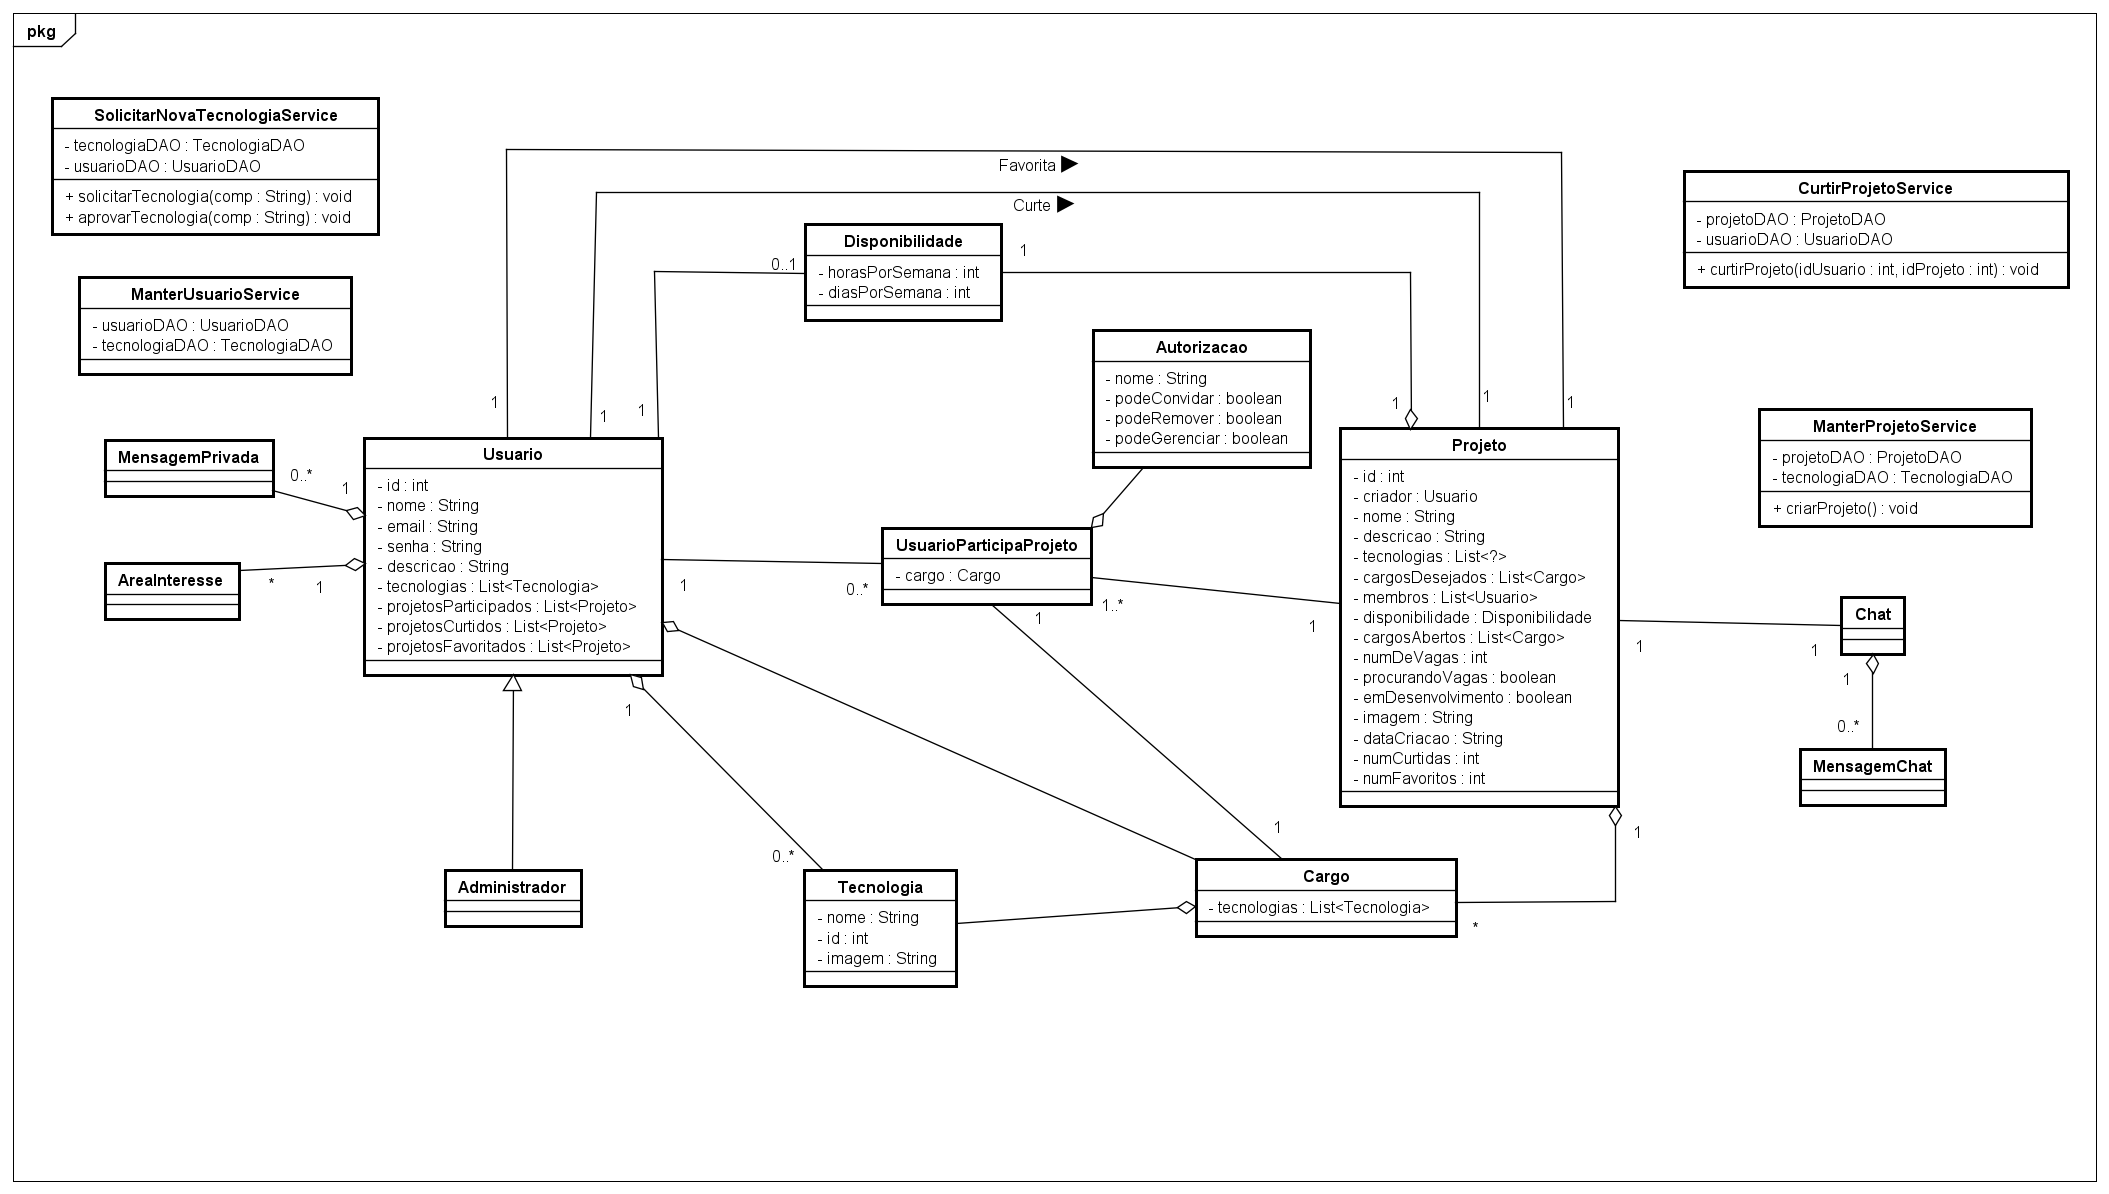 pkg
SolicitarNovaTecnologiaService
- tecnologiaDAO : TecnologiaDAO
- usuarioDAO : UsuarioDAO
+ solicitarTecnologia(comp : String) : void
+ aprovarTecnologia(comp : String) : void
ManterUsuarioService
- usuarioDAO : UsuarioDAO
- tecnologiaDAO : TecnologiaDAO
Favorita
Curte
CurtirProjetoService
- projetoDAO : ProjetoDAO
- usuarioDAO : UsuarioDAO
+ curtirProjeto(idUsuario : int, idProjeto : int) : void
Disponibilidade
- horasPorSemana : int
- diasPorSemana : int
0..1
1
1
1
1
1
1
1
Autorizacao
- nome : String
- podeConvidar : boolean
- podeRemover : boolean
- podeGerenciar : boolean
ManterProjetoService
- projetoDAO : ProjetoDAO
- tecnologiaDAO : TecnologiaDAO
+ criarProjeto() : void
MensagemPrivada
0..*
1
AreaInteresse
*
1
Usuario
- id : int
- nome : String
- email : String
- senha : String
- descricao : String
- tecnologias : List<Tecnologia>
- projetosParticipados : List<Projeto>
- projetosCurtidos : List<Projeto>
- projetosFavoritados : List<Projeto>
1
0..*
UsuarioParticipaProjeto
- cargo : Cargo
1
1..*
1
Projeto
- id : int
- criador : Usuario
- nome : String
- descricao : String
- tecnologias : List<?>
- cargosDesejados : List<Cargo>
- membros : List<Usuario>
- disponibilidade : Disponibilidade
- cargosAbertos : List<Cargo>
- numDeVagas : int
- procurandoVagas : boolean
- emDesenvolvimento : boolean
- imagem : String
- dataCriacao : String
- numCurtidas : int
- numFavoritos : int
1
1
Chat
1
0..*
MensagemChat
1
0..*
1
1
Administrador
Tecnologia
- nome : String
- id : int
- imagem : String
Cargo
- tecnologias : List<Tecnologia>
*